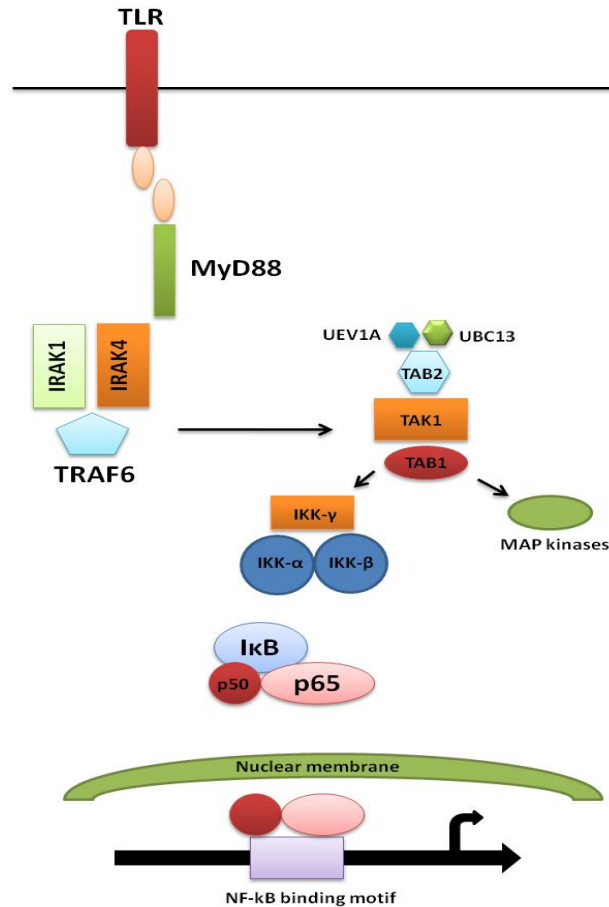 TLR
MyD88
IRAK1
IRAK4
TRAF6
UEV1A
UBC13
TAB2
TAK1
TAB1
IKK-γ
IKK-α
IKK-β
MAP kinases
IκB
p50
p65
Nuclear membrane
NF-kB binding motif